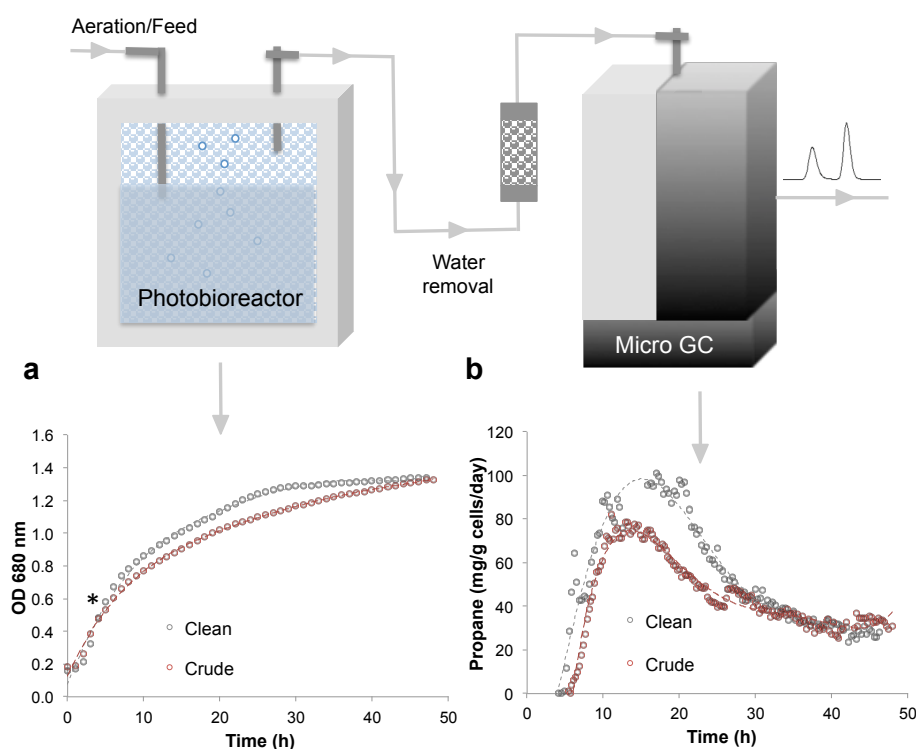 Aeration/Feed
Photobioreactor
Water
removal
Micro GC
a
1.6
1.4
1.2
1.0
0.8
0.6
0.4
0.2
0.0
OD 680 nm
*
Clean
Crude
0 10 20 30 40 50
Time (h)
b
120
100
80
60
40
20
0
Propane (mg/g cells/day)
Clean
Crude
0 10 20 30 40 50
Time (h)